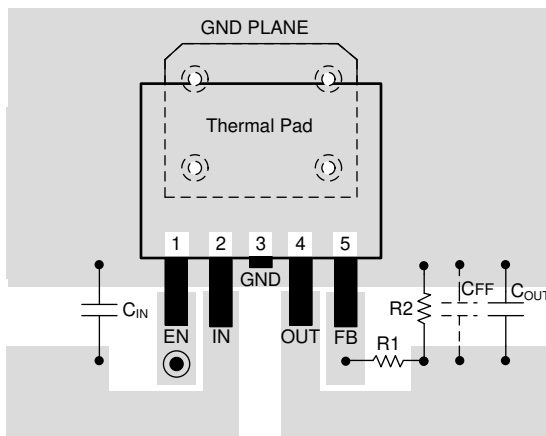 GND PLANE
Thermal Pad
1 2 3 4 5
GND
CIN
EN IN OUT FB
R2 CFF COUT
R1